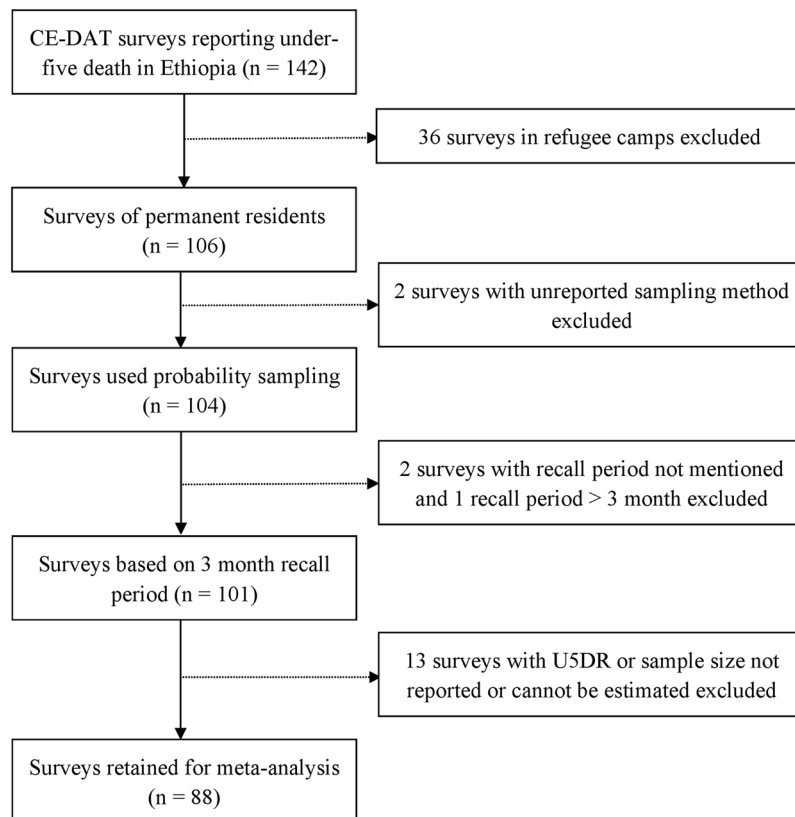 CE-DAT surveys reporting under-
five death in Ethiopia (n = 142)
36 surveys in refugee camps excluded
Surveys of permanent residents
(n = 106)
2 surveys with unreported sampling method
excluded
Surveys used probability sampling
(n = 104)
2 surveys with recall period not mentioned
and 1 recall period > 3 month excluded
Surveys based on 3 month recall
period (n = 101)
13 surveys with U5DR or sample size not
reported or cannot be estimated excluded
Surveys retained for meta-analysis
(n = 88)